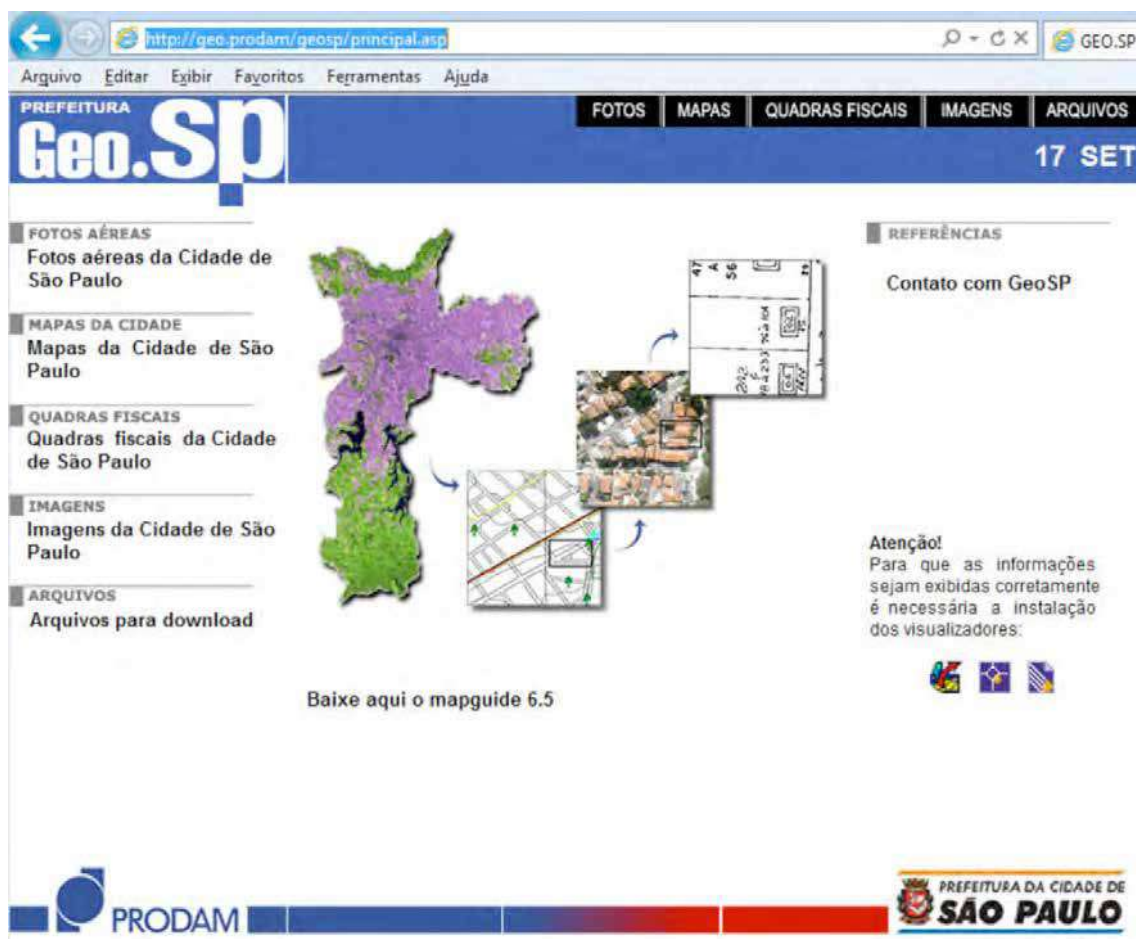 http://geo.prodam/geosp/principal.asp
GEO.SP
Arquivo Editar Exibir Favoritos Ferramentas Ajuda
PREFEITURA
Geo.Sp
FOTOS MAPAS QUADRAS FISCAIS IMAGENS ARQUIVOS
17 SET
FOTOS AÉREAS
Fotos aéreas da Cidade de
São Paulo
MAPAS DA CIDADE
Mapas da Cidade de São
Paulo
QUADRAS FISCAIS
Quadras fiscais da Cidade
de São Paulo
IMAGENS
Imagens da Cidade de São
Paulo
ARQUIVOS
Arquivos para download
47
A
56
Baixe aqui o mapguide 6.5
REFERÊNCIAS
Contato com GeoSP
Atenção!
Para que as informações
sejam exibidas corretamente
é necessária a instalação
dos visualizadores:
PRODAM
PREFEITURA DA CIDADE DE
SÃO PAULO